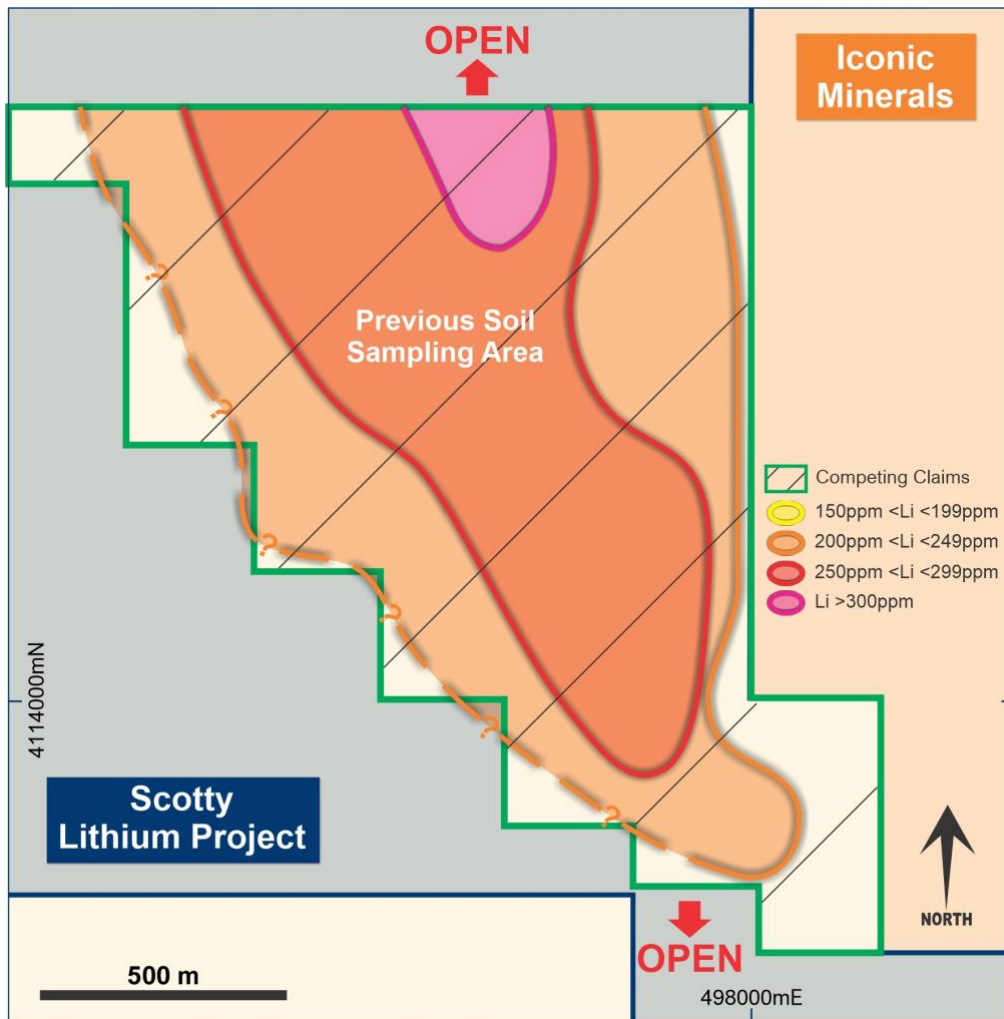 OPEN
Iconic
Minerals
?
Previous Soil
Sampling Area
?
Competing Claims
150ppm <Li <199ppm
200ppm <Li <249ppm
?
250ppm <Li <299ppm
Li >300ppm
?
4114000mN
?
Scotty
Lithium Project
?
NORTH
OPEN
500 m
498000mE